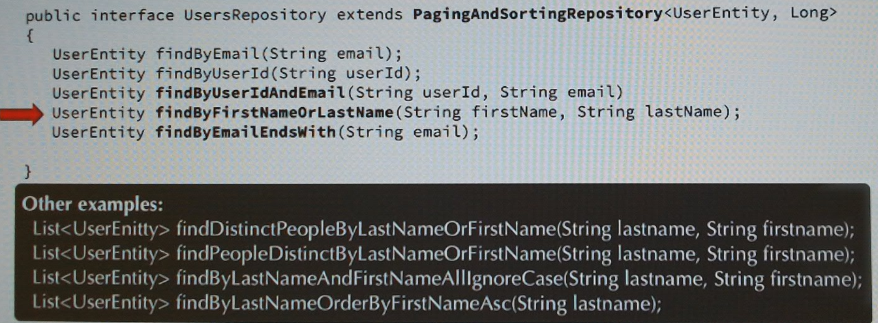 public interface UsersRepository extends PagingAndSortingRepository<UserEntity, Long>
{
UserEntity findByEmail(String email);
UserEntity findByUserId(String userId);
UserEntity findByUserIdAndEmail(String userId, String email)
UserEntity findByFirstNameOrLastName(String firstName, String lastName);
UserEntity findByEmailEndsWith(String email);
}
Other examples:
List<UserEnitty> findDistinctPeopleByLastNameOrFirstName(String lastname, String firstname);
List<UserEntity> findPeopleDistinctByLastNameOrFirstName(String lastname, String firstname);
List<UserEntity> findByLastNameAndFirstNameAllIgnoreCase(String lastname, String firstname);
List<UserEntity> findByLastNameOrderByFirstNameAsc(String lastname);